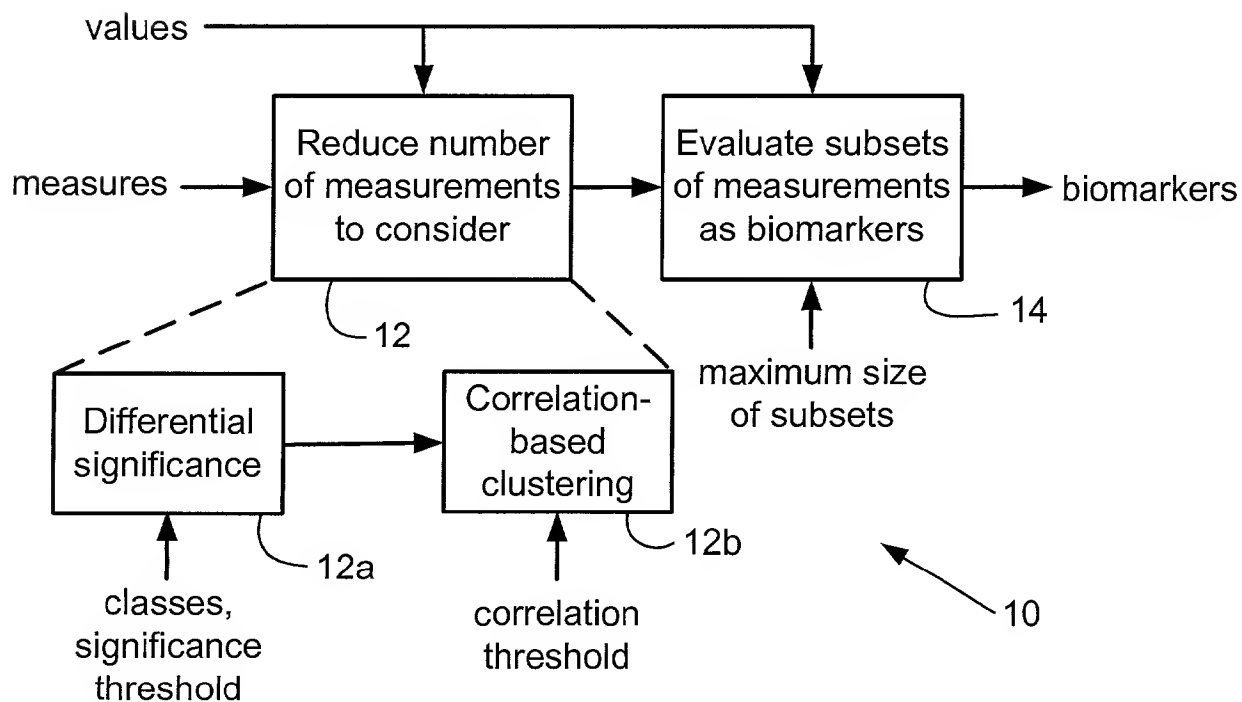 values
Reduce number
of measurements
to consider
Evaluate subsets
of measurements
as biomarkers
measures
biomarkers
12
14
maximum size
of subsets
Differential
significance
Correlation-
based
clustering
12a
12b
classes,
significance
threshold
correlation
threshold
10